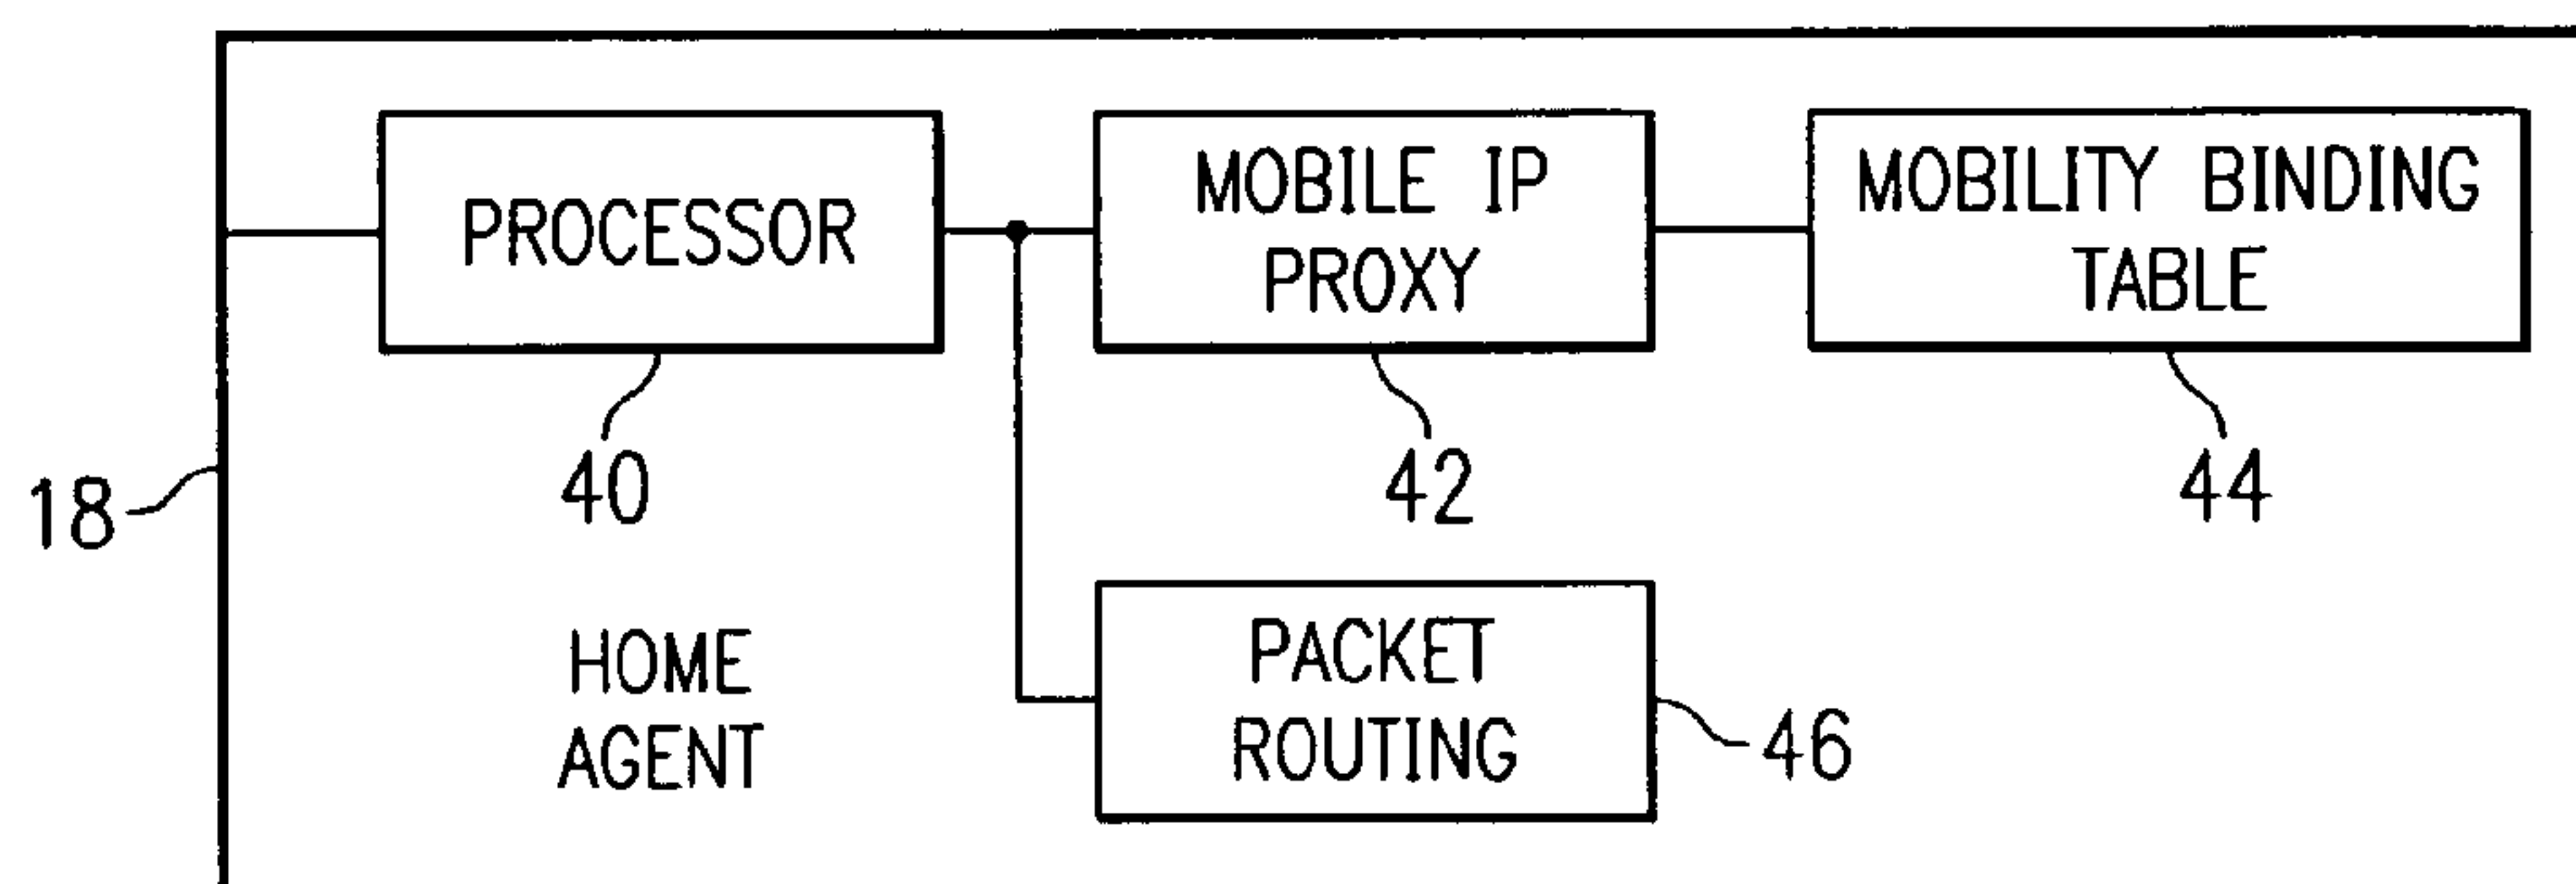 PROCESSOR
MOBILE IP
PROXY
MOBILITY BINDING
TABLE
18
40
42
44
HOME
AGENT
PACKET
ROUTING
46